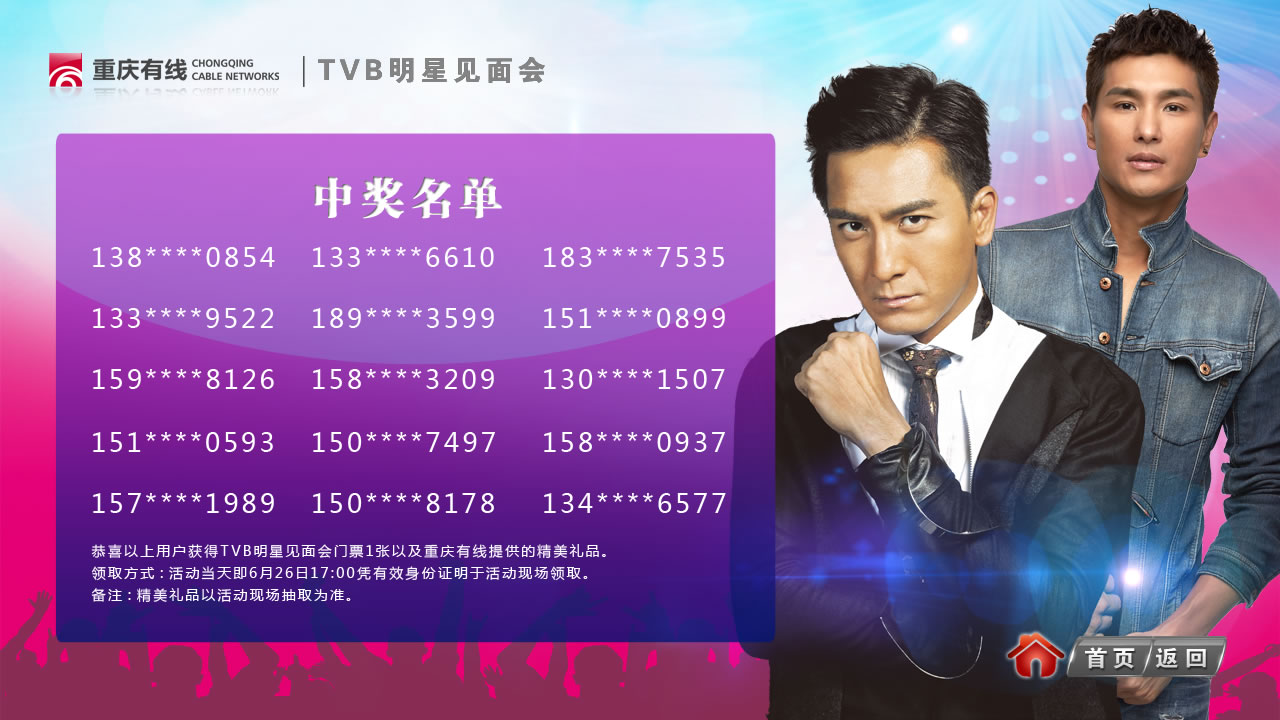 重庆有线 CHONGQING
CABLE NETWORKS
TVB明星见面会
中奖名单
138****0854 133****6610 183****7535
133****9522 189****3599 151****0899
159****8126 158****3209 130****1507
151****0593 150****7497 158****0937
157****1989 150****8178 134****6577
恭喜以上用户获得TVB明星见面会门票1张以及重庆有线提供的精美礼品。
领取方式：活动当天即6月26日17:00凭有效身份证明于活动现场领取。
备注：精美礼品以活动现场抽取为准。
首页 返回